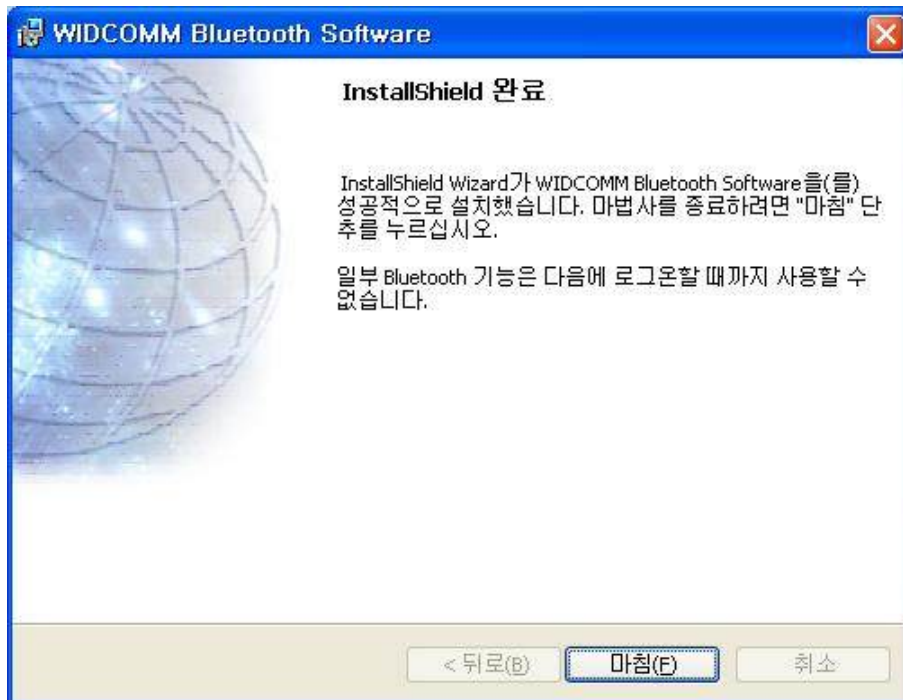 WIDCOMM Bluetooth Software
InstallShield 완료
InstallShield Wizard가 WIDCOMM Bluetooth Software을(를)
성공적으로 설치했습니다. 마법사를 종료하려면 "마침" 단
추를 누르십시오.
일부 Bluetooth 기능은 다음에 로그온할 때까지 사용할 수
없습니다.
< 뒤로(B) 마침(F) 취소